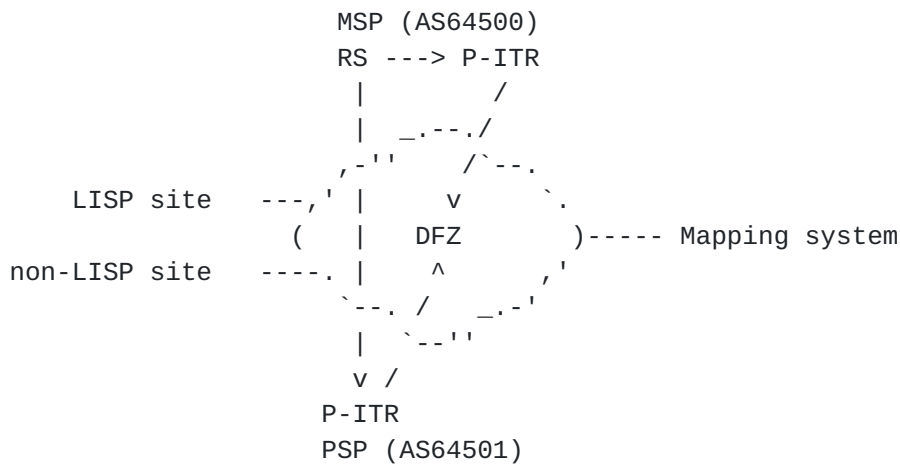 MSP (AS64500)
RS ---> P-ITR
|        /
|  _.--./
,-''      /`--.
LISP site   ---,' |     v     `.
(   |   DFZ       )----- Mapping system
non-LISP site   ----. |    ^      ,'
`--. /   _.-'
|  `--''
v /
P-ITR
PSP (AS64501)